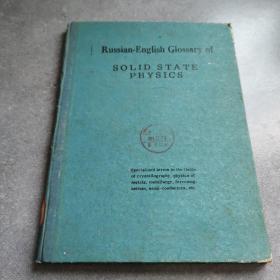 Russian-English Glossary of
SOLID STATE
PHYSICS
Specialized terms in the fields
of crystallography, physics of
metals, metallurgy, ferromag-
netism, semi-conductors, etc.